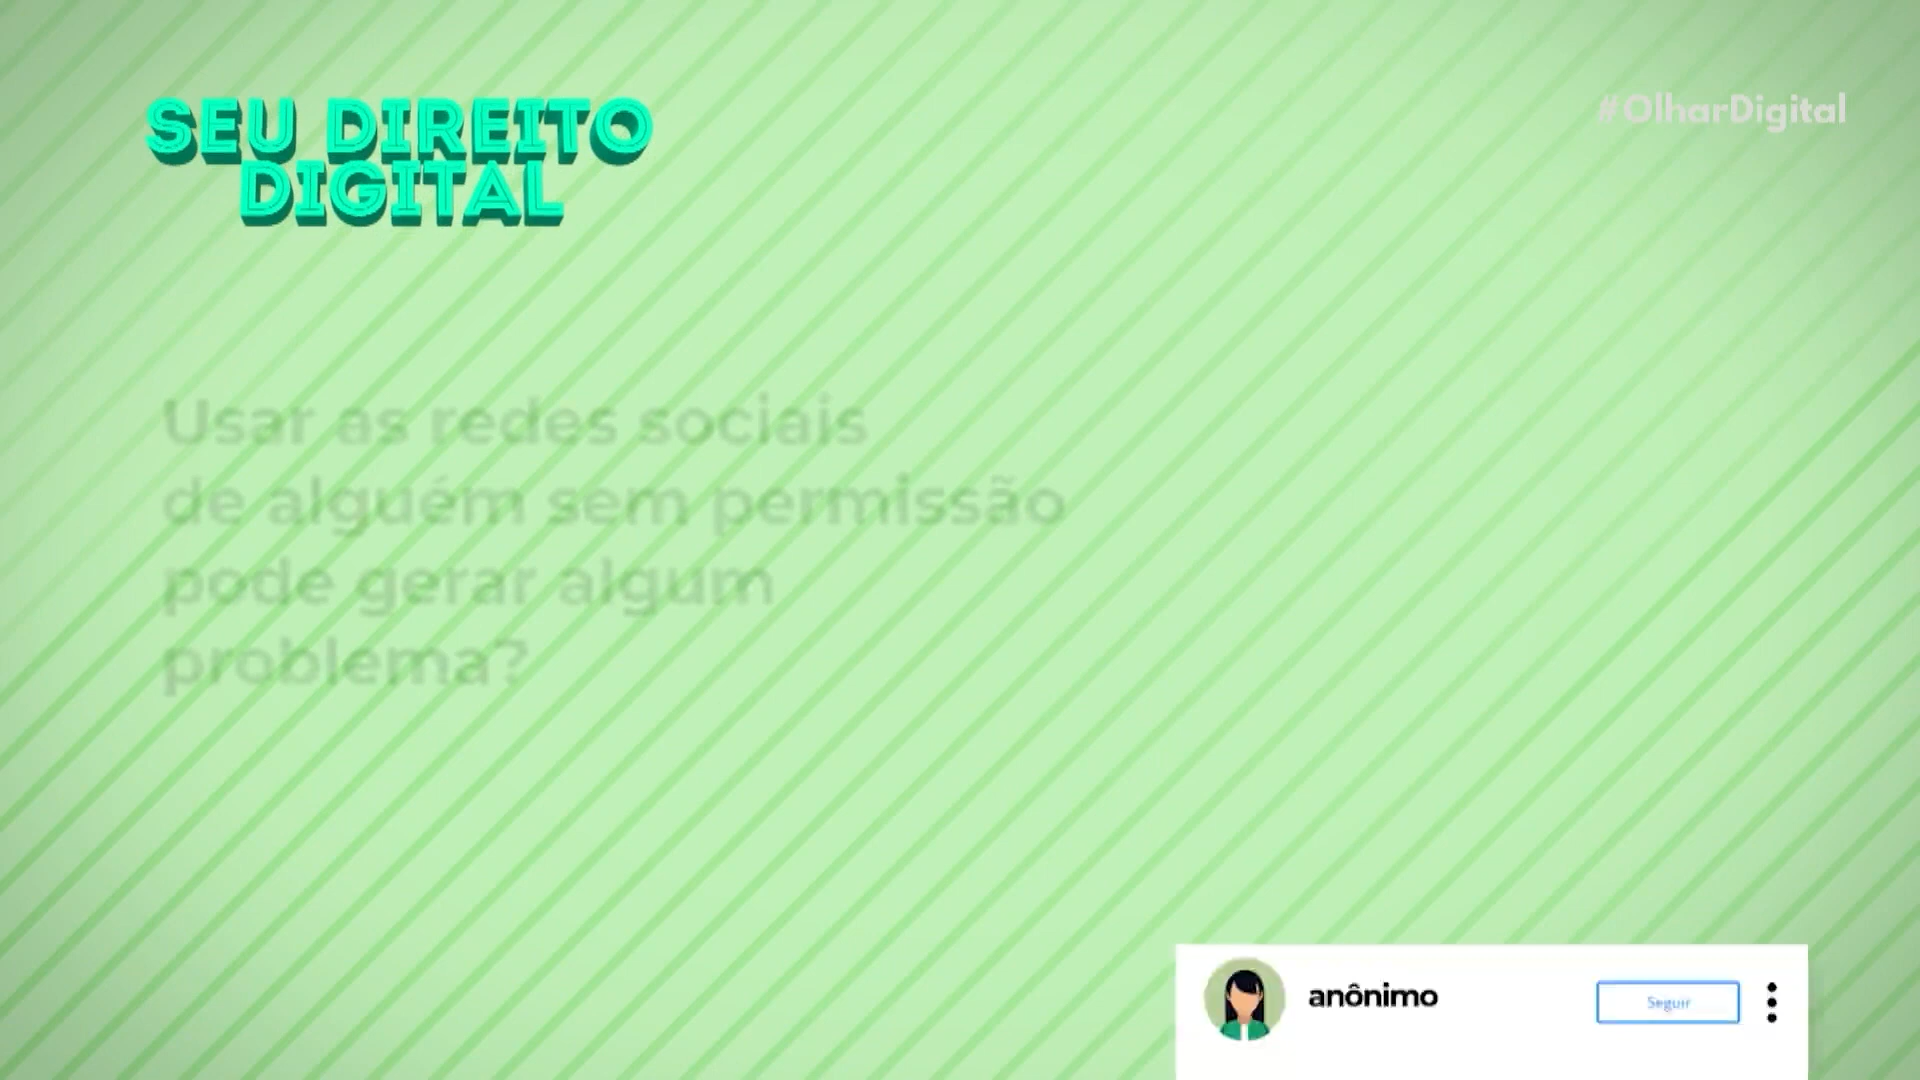 SEU DIREITO
DIGITAL
#OlharDigital
Usar as redes sociais
de alguém sem permissão
pode gerar algum
problema?
anônimo
Seguir